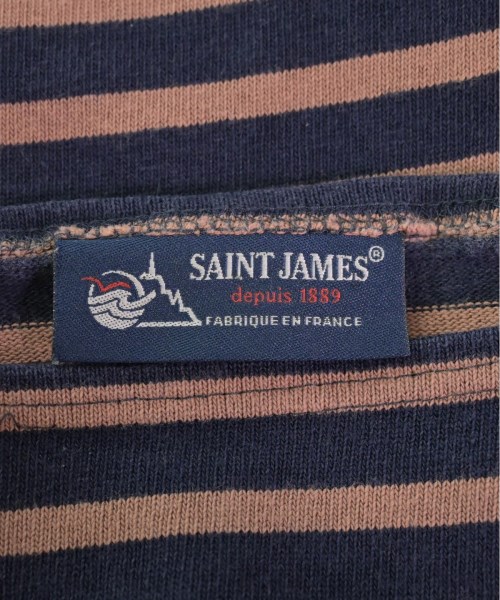 SAINT JAMES®
depuis 1889
FABRIQUE EN FRANCE